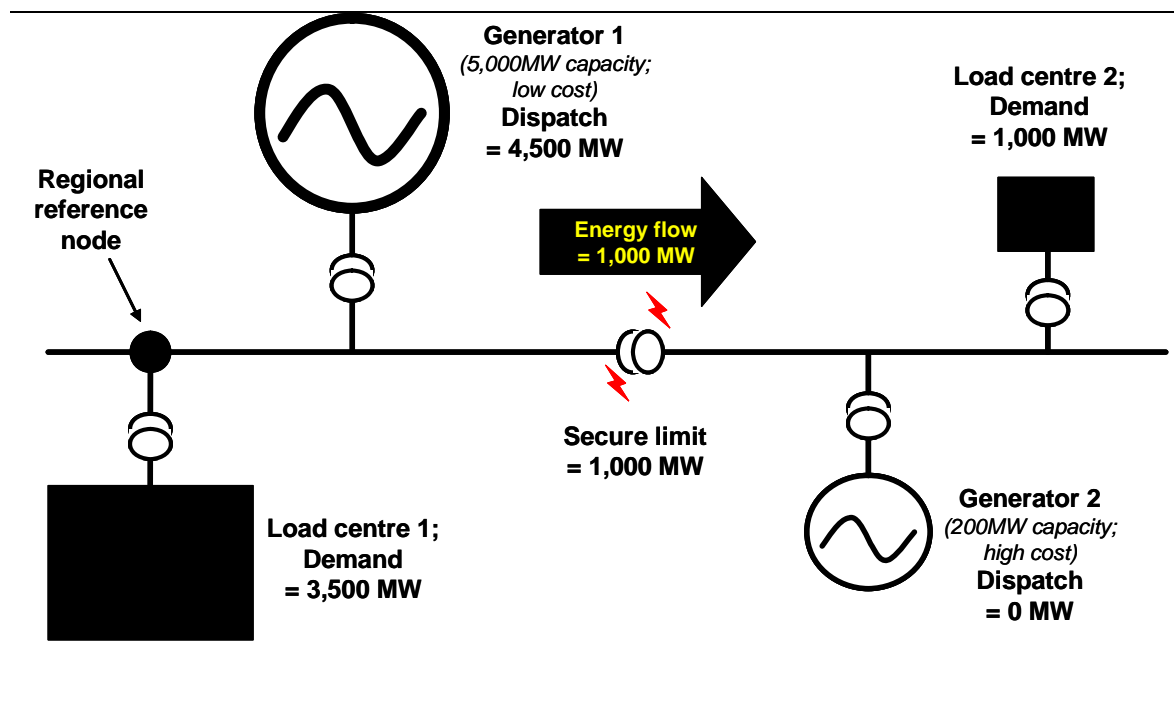 Generator 1
(5,000MW capacity;
low cost)
Dispatch
= 4,500 MW
Load centre 2;
Demand
= 1,000 MW
Regional
reference
node
Energy flow
= 1,000 MW
Secure limit
= 1,000 MW
Load centre 1;
Demand
= 3,500 MW
Generator 2
(200MW capacity;
high cost)
Dispatch
= 0 MW